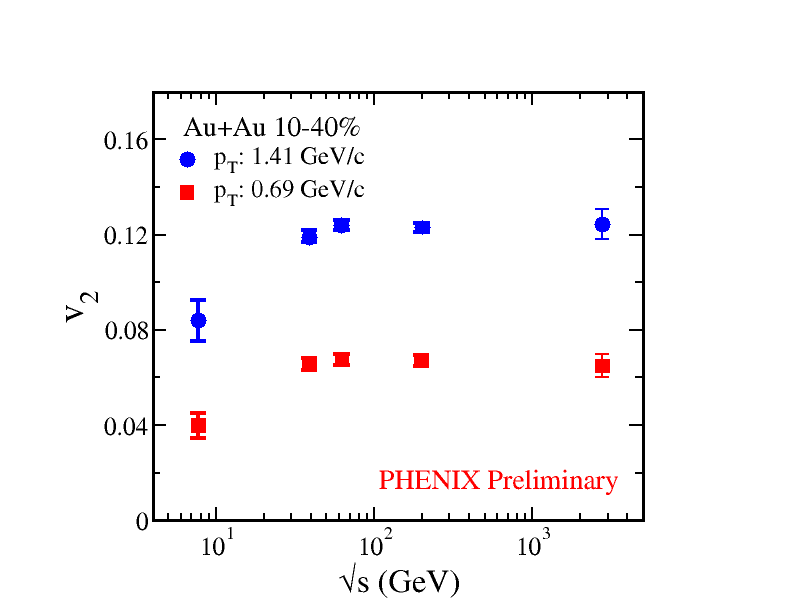 Au+Au 10-40%
p_T: 1.41 GeV/c
p_T: 0.69 GeV/c
0.16
0.12
0.08
0.04
0
v_2
PHENIX Preliminary
10^1
10^2
10^3
√s (GeV)